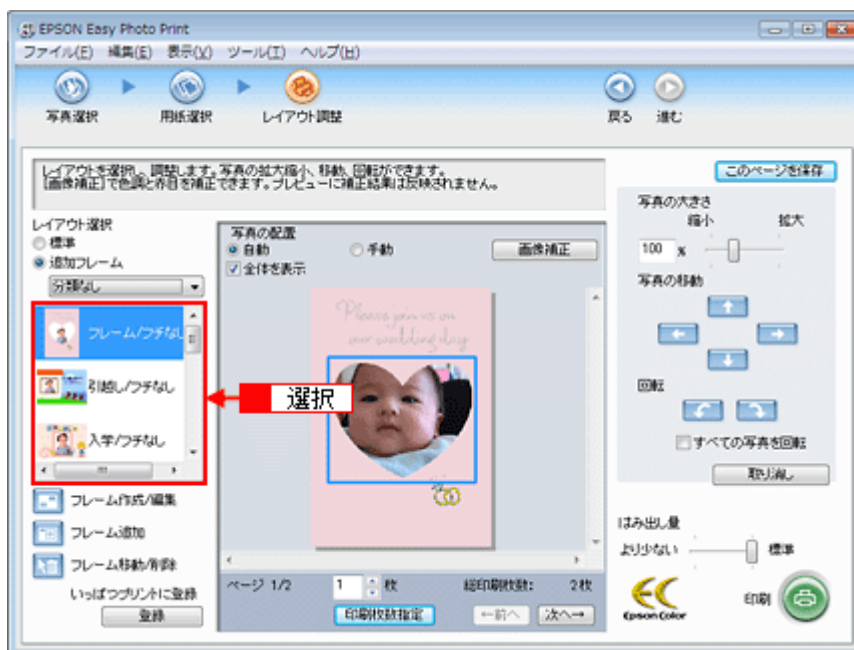 EPSON Easy Photo Print
ファイル(F) 編集(E) 表示(V) ツール(T) ヘルプ(H)
写真選択 用紙選択 レイアウト調整 戻る 進む
レイアウトを選択し、調整します。写真の拡大縮小、移動、回転ができます。
[画像補正]で色調と赤目を補正できます。プレビューに補正結果は反映されません。
このページを保存
レイアウト選択
標準
追加フレーム
分類なし
フレーム/フチなし
引越し/フチなし
入学/フチなし
フレーム作成/編集
フレーム追加
フレーム移動/削除
いっぱつプリントに登録
登録
写真の配置
自動 手動 画像補正
全体を表示
Please join us on
our wedding day
選択
ページ 1/2 1 枚 総印刷枚数: 2枚
印刷枚数指定 ←前へ 次へ→
写真の大きさ
縮小 拡大
100 %
写真の移動
回転
すべての写真を回転
取り消し
はみ出し量
より少ない 標準
Epson Color
印刷